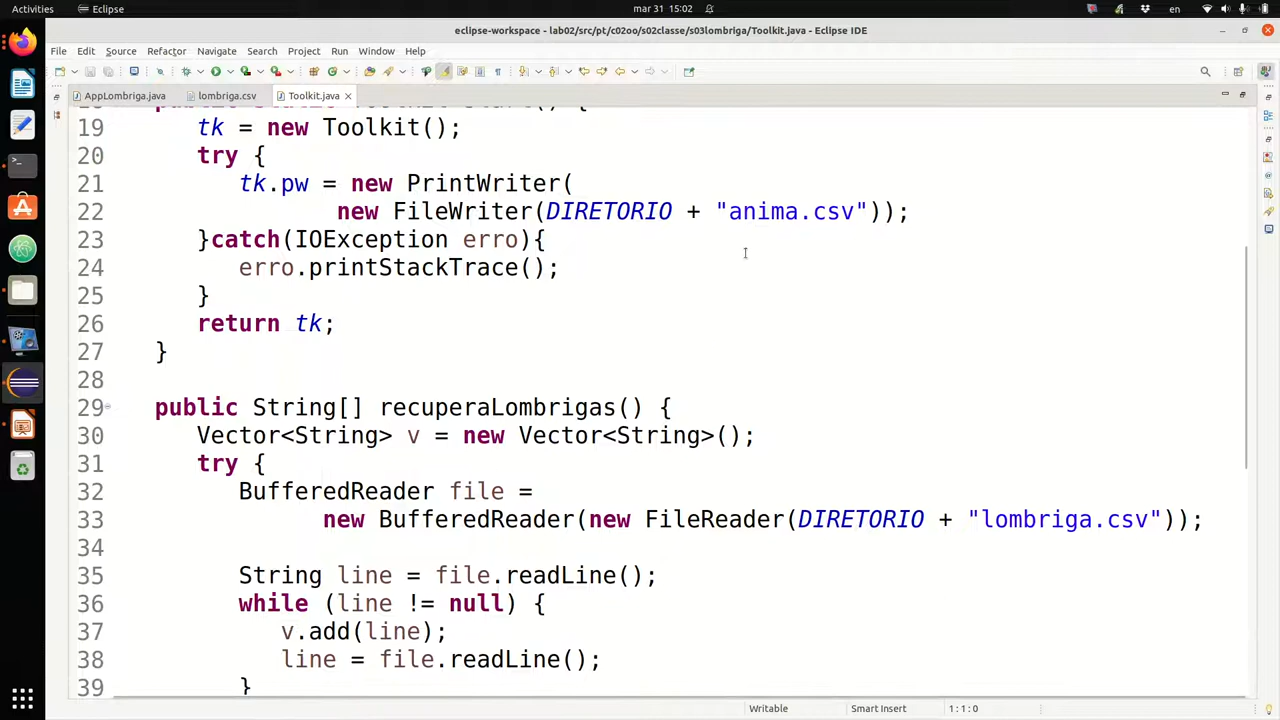 Activities
Eclipse
mar 31 15:02
en
eclipse-workspace - lab02/src/pt/c02oo/s02classe/s03lombriga/Toolkit.java - Eclipse IDE
File Edit Source Refactor Navigate Search Project Run Window Help
AppLombriga.java lombriga.csv Toolkit.java
19 tk = new Toolkit();
20 try {
21 tk.pw = new PrintWriter(
22 new FileWriter(DIRETORIO + "anima.csv"));
23 }catch(IOException erro){
24 erro.printStackTrace();
25 }
26 return tk;
27 }
28
29 public String[] recuperaLombrigas() {
30 Vector<String> v = new Vector<String>();
31 try {
32 BufferedReader file =
33 new BufferedReader(new FileReader(DIRETORIO + "lombriga.csv"));
34
35 String line = file.readLine();
36 while (line != null) {
37 v.add(line);
38 line = file.readLine();
39 }
Writable Smart Insert 1:1:0